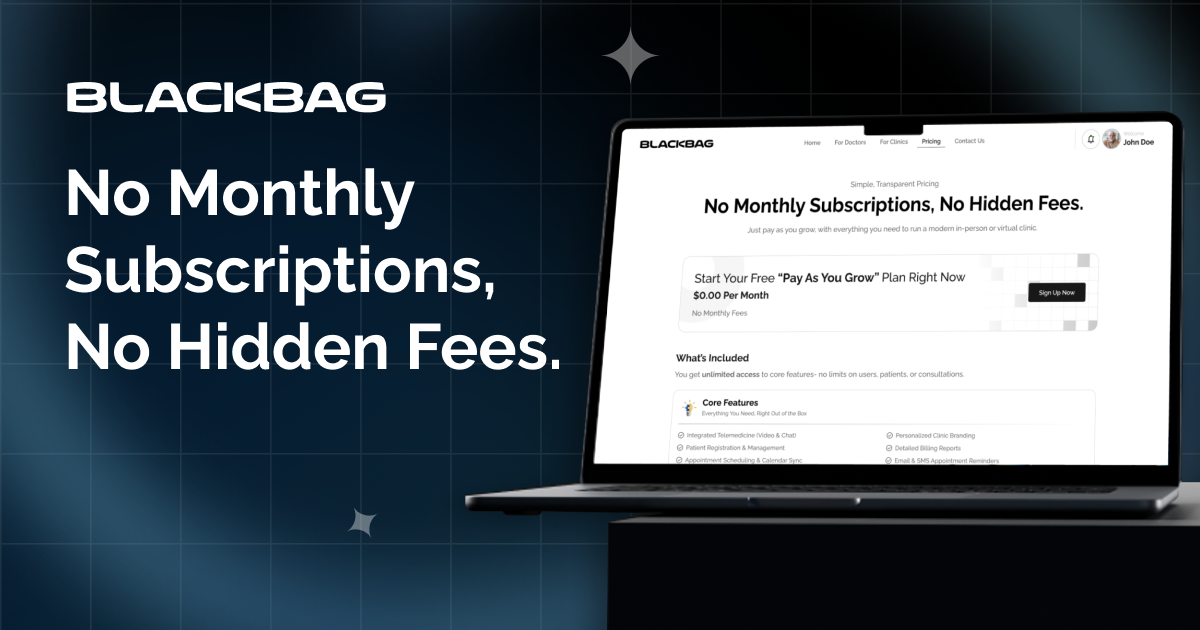 BLACKBAG
No Monthly
Subscriptions,
No Hidden Fees.
BLACKBAG
Home For Doctors For Clinics Pricing Contact Us
Welcome
John Doe
Simple, Transparent Pricing
No Monthly Subscriptions, No Hidden Fees.
Just pay as you grow, with everything you need to run a modern in-person or virtual clinic.
Start Your Free “Pay As You Grow” Plan Right Now
$0.00 Per Month
No Monthly Fees
Sign Up Now
What's Included
You get unlimited access to core features- no limits on users, patients, or consultations.
Core Features
Everything You Need, Right Out of the Box
Integrated Telemedicine (Video & Chat) Personalized Clinic Branding
Patient Registration & Management Detailed Billing Reports
Appointment Scheduling & Calendar Sync Email & SMS Appointment Reminders